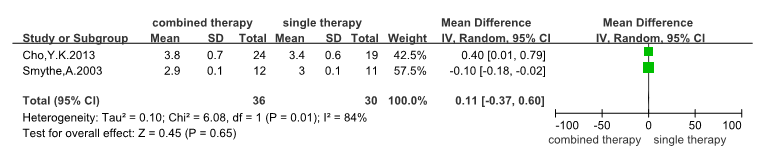 combined therapy single therapy Mean Difference Mean Difference
Study or Subgroup Mean SD Total Mean SD Total Weight IV, Random, 95% CI IV, Random, 95% CI
Cho,Y.K.2013 3.8 0.7 24 3.4 0.6 19 42.5% 0.40 [0.01, 0.79]
Smythe,A.2003 2.9 0.1 12 3 0.1 11 57.5% -0.10 [-0.18, -0.02]
Total (95% CI) 36 30 100.0% 0.11 [-0.37, 0.60]
Heterogeneity: Tau² = 0.10; Chi² = 6.08, df = 1 (P = 0.01); I² = 84%
Test for overall effect: Z = 0.45 (P = 0.65)
-100 -50 0 50 100
combined therapy single therapy